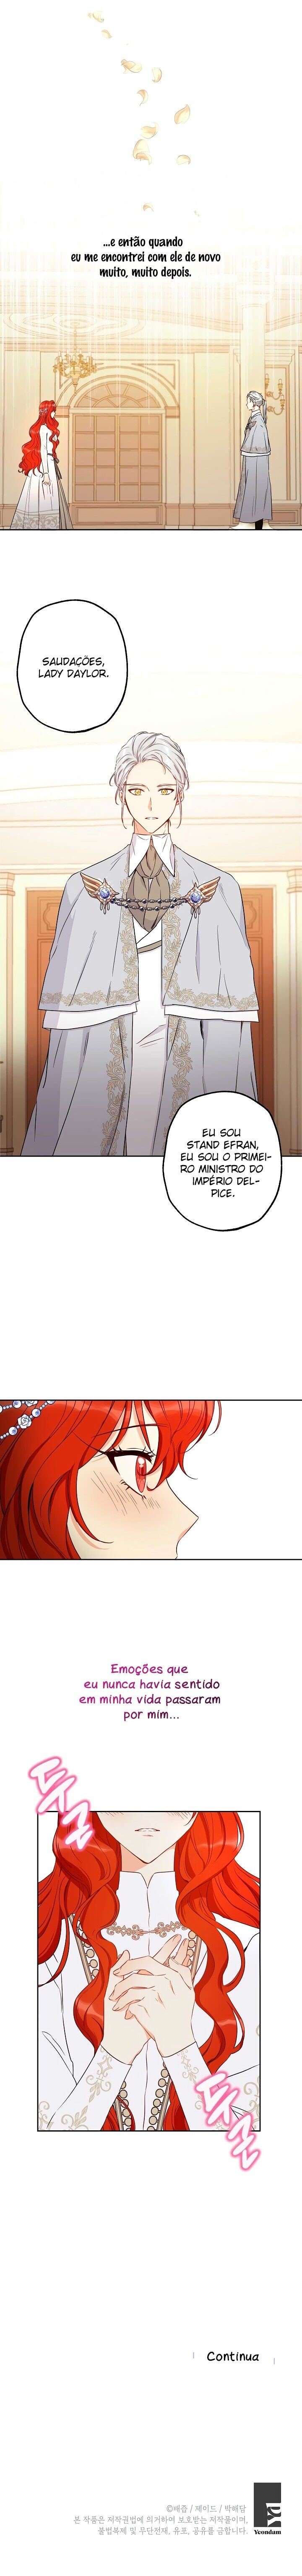 ...e então quando
eu me encontrei com ele de novo
muito, muito depois.
SAUDAÇÕES,
LADY DAYLOR.
EU SOU
STAND EFRAN,
EU SOU O PRIMEI-
RO MINISTRO DO
IMPÉRIO DEL-
PICE.
Emoções que
eu nunca havia sentido
em minha vida passaram
por mim...
두
근
두
근
Continua
©메즙 / 제이드 / 박해담
본 작품은 저작권법에 의거하여 보호받는 저작물이며,
불법복제 및 무단전재, 유포, 공유를 금합니다.
Yd
Yeondam